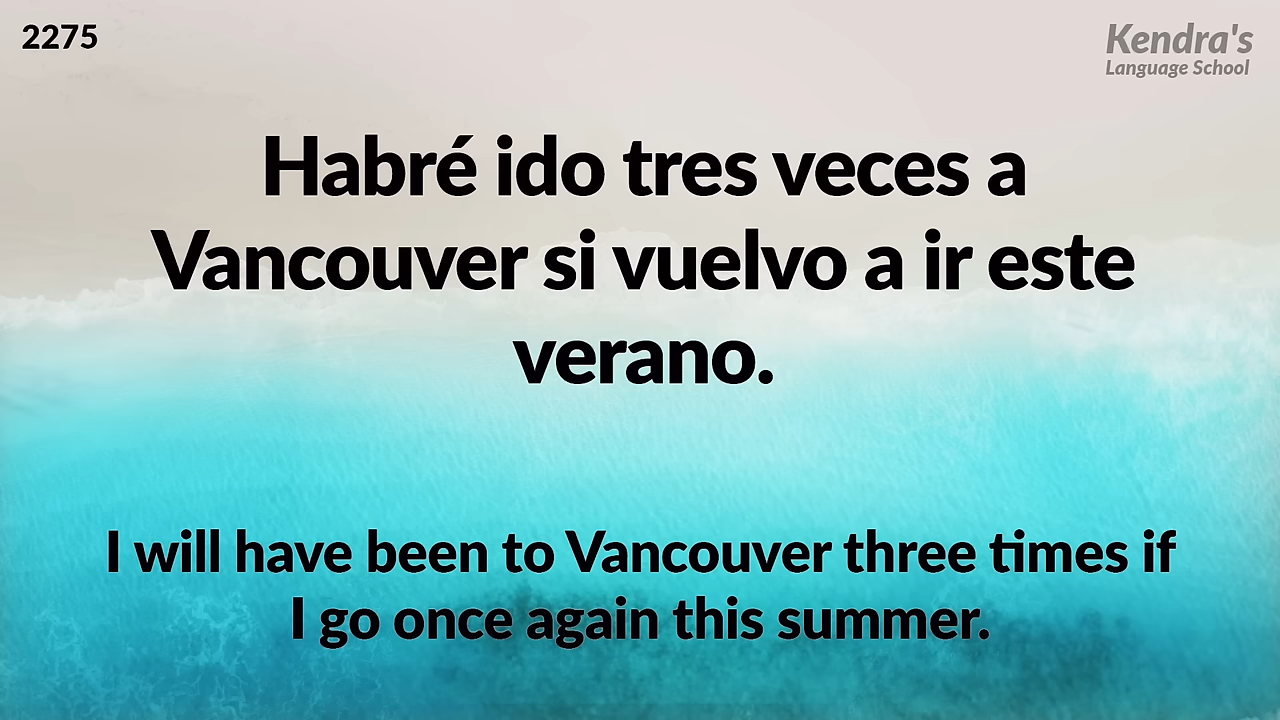 2275
Kendra's
Language School
Habré ido tres veces a
Vancouver si vuelvo a ir este
verano.
I will have been to Vancouver three times if
I go once again this summer.